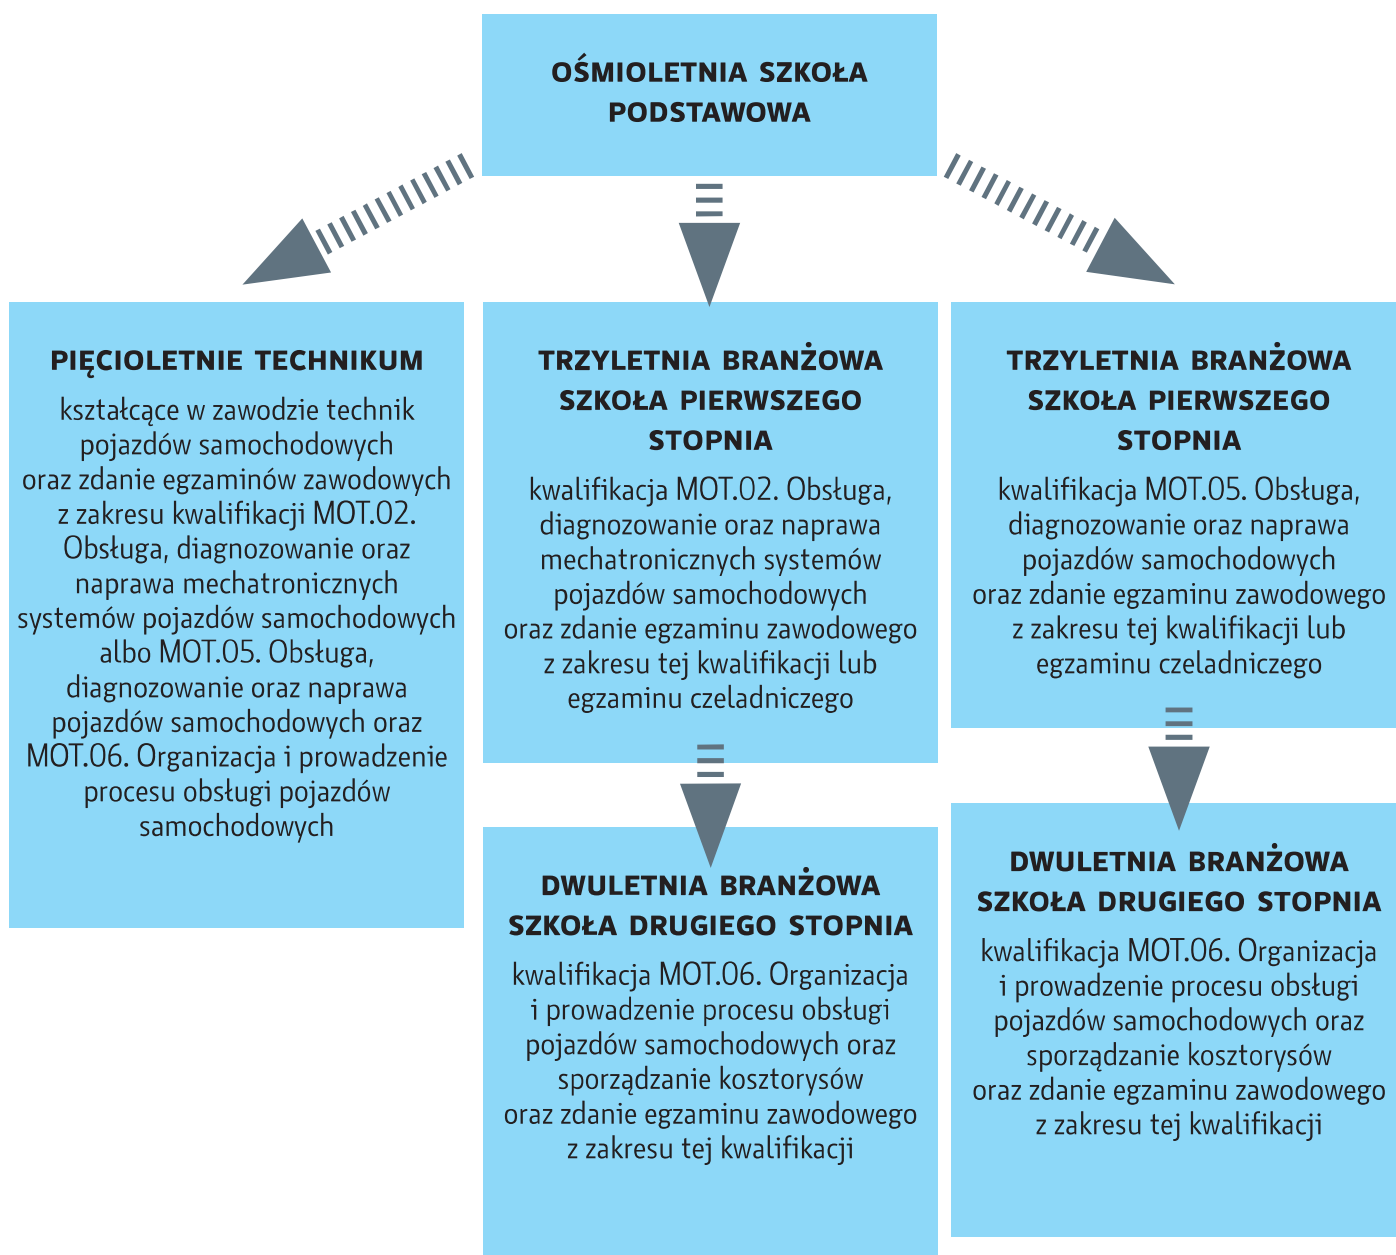 OŚMIOLETNIA SZKOŁA
PODSTAWOWA
PIĘCIOLETNIE TECHNIKUM
kształcące w zawodzie technik
pojazdów samochodowych
oraz zdanie egzaminów zawodowych
z zakresu kwalifikacji MOT.02.
Obsługa, diagnozowanie oraz
naprawa mechatronicznych
systemów pojazdów samochodowych
albo MOT.05. Obsługa,
diagnozowanie oraz naprawa
pojazdów samochodowych oraz
MOT.06. Organizacja i prowadzenie
procesu obsługi pojazdów
samochodowych
TRZYLETNIA BRANŻOWA
SZKOŁA PIERWSZEGO
STOPNIA
kwalifikacja MOT.02. Obsługa,
diagnozowanie oraz naprawa
mechatronicznych systemów
pojazdów samochodowych
oraz zdanie egzaminu zawodowego
z zakresu tej kwalifikacji lub
egzaminu czeladniczego
DWULETNIA BRANŻOWA
SZKOŁA DRUGIEGO STOPNIA
kwalifikacja MOT.06. Organizacja
i prowadzenie procesu obsługi
pojazdów samochodowych oraz
sporządzanie kosztorysów
oraz zdanie egzaminu zawodowego
z zakresu tej kwalifikacji
TRZYLETNIA BRANŻOWA
SZKOŁA PIERWSZEGO
STOPNIA
kwalifikacja MOT.05. Obsługa,
diagnozowanie oraz naprawa
pojazdów samochodowych
oraz zdanie egzaminu zawodowego
z zakresu tej kwalifikacji lub
egzaminu czeladniczego
DWULETNIA BRANŻOWA
SZKOŁA DRUGIEGO STOPNIA
kwalifikacja MOT.06. Organizacja
i prowadzenie procesu obsługi
pojazdów samochodowych oraz
sporządzanie kosztorysów
oraz zdanie egzaminu zawodowego
z zakresu tej kwalifikacji